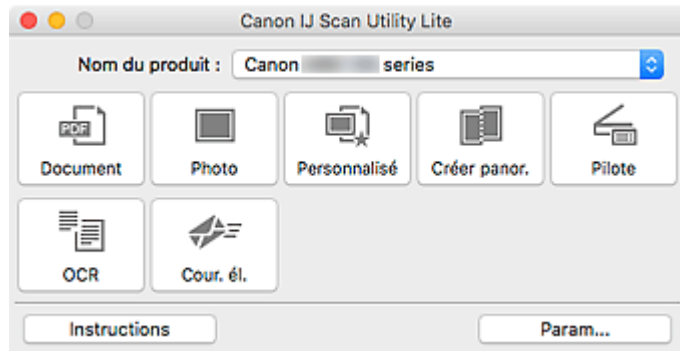 Canon IJ Scan Utility Lite
Nom du produit : Canon series
PDF
Document Photo Personnalisé Créer panor. Pilote
OCR Cour. él.
Instructions Param...